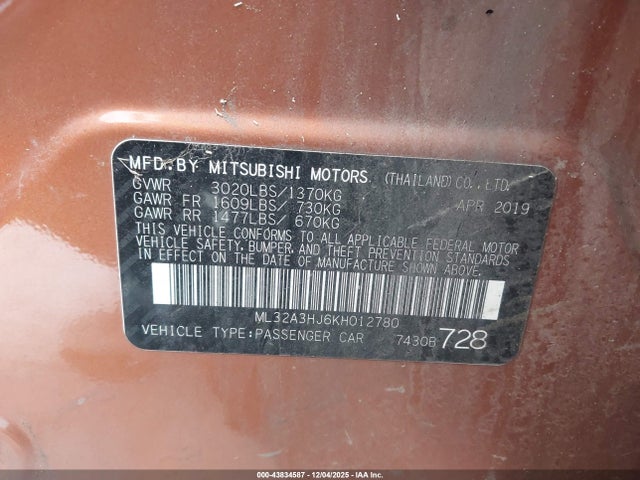 MFD. BY MITSUBISHI MOTORS (THAILAND) CO., LTD.
GVWR 3020LBS/1370KG APR 2019
GAWR FR 1609LBS/ 730KG
GAWR RR 1477LBS/ 670KG
THIS VEHICLE CONFORMS TO ALL APPLICABLE FEDERAL MOTOR
VEHICLE SAFETY, BUMPER, AND THEFT PREVENTION STANDARDS
IN EFFECT ON THE DATE OF MANUFACTURE SHOWN ABOVE.
ML32A3HJ6KH012780
VEHICLE TYPE:PASSENGER CAR 7430B 728
000-43834587 - 12/04/2025 - IAAI.COM